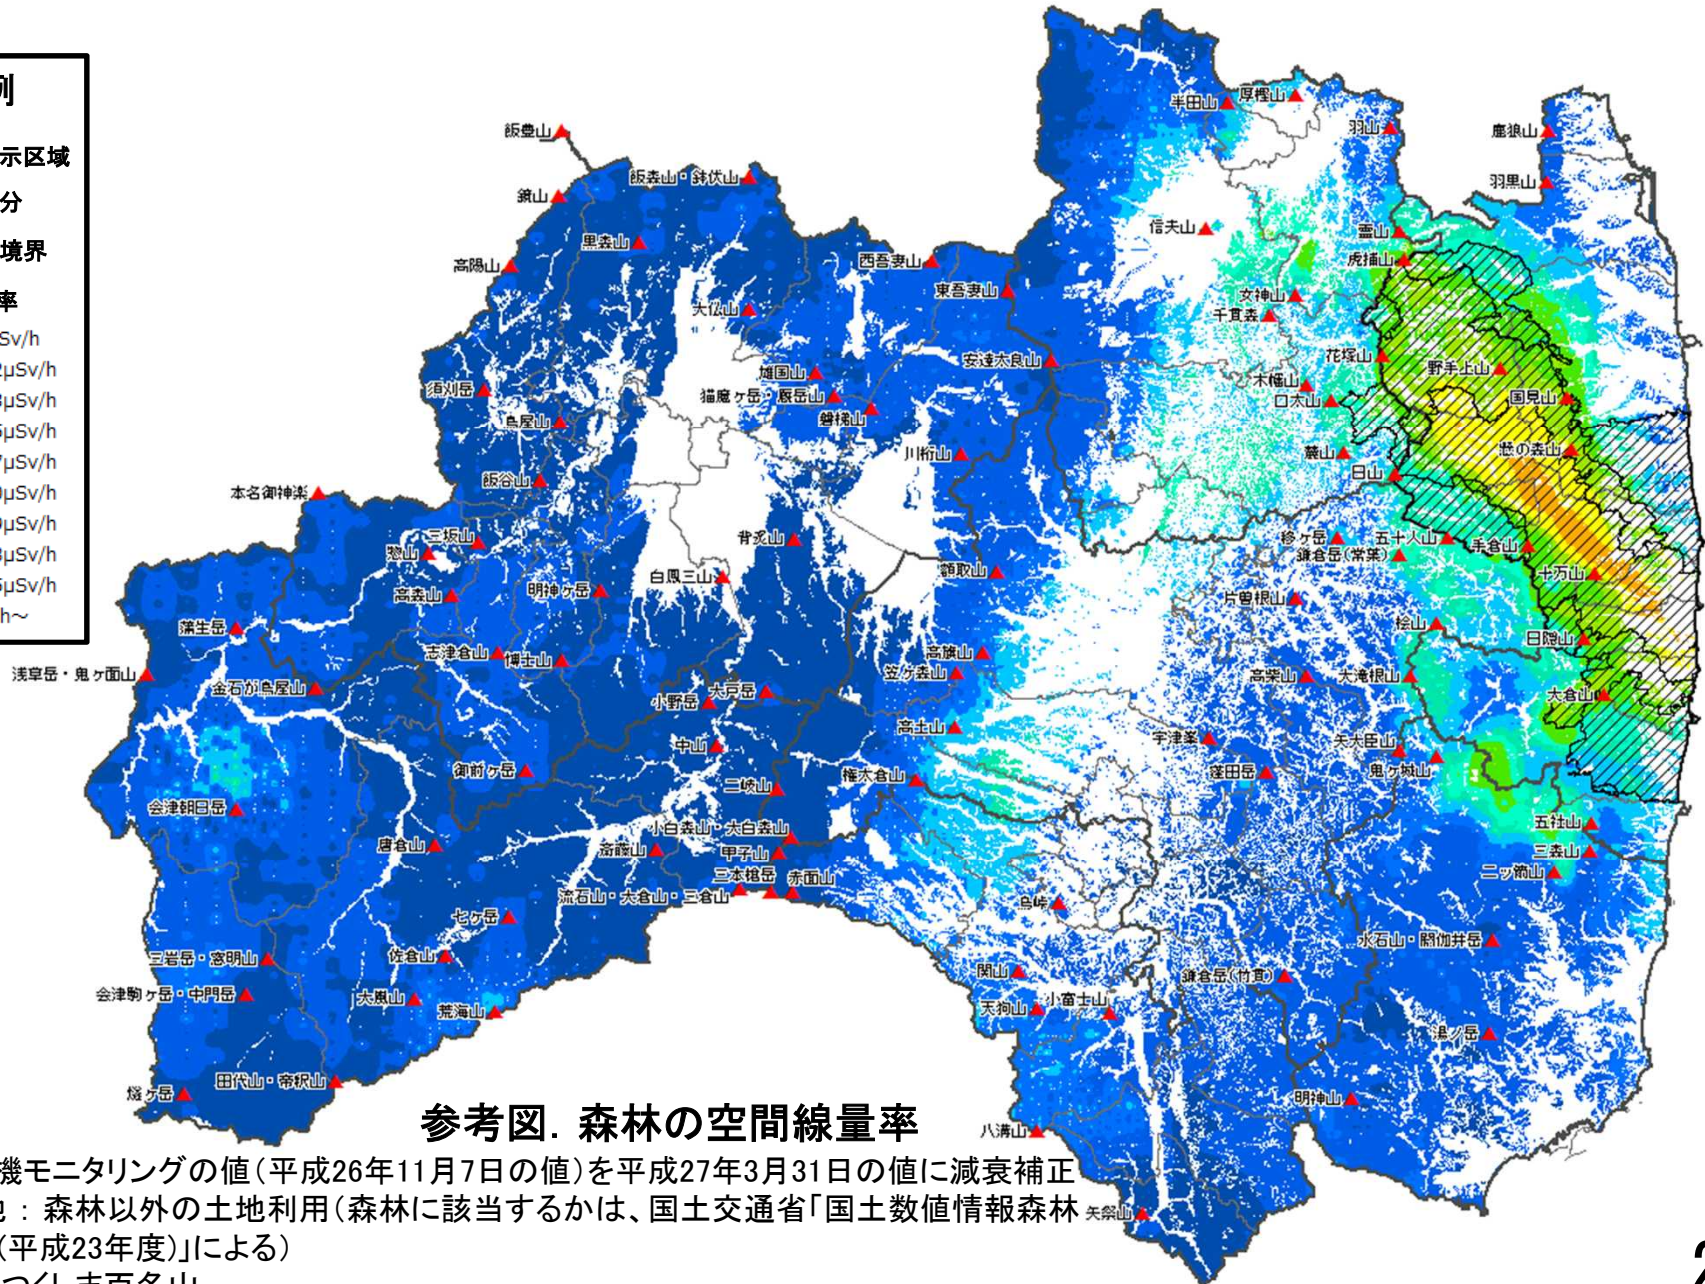 例
示区域
分
境界
率
Sv/h
2μSv/h
μSv/h
μSv/h
μSv/h
μSv/h
μSv/h
μSv/h
μSv/h
h～
半田山
厚樫山
羽山
鹿狼山
飯豊山
飯森山・鉢伏山
羽黒山
鏡山
信夫山
霊山
黒森山
高陽山
西吾妻山
虎捕山
東吾妻山
女神山
大仏山
千貫森
安達太良山
花塚山
野手上山
雄国山
木幡山
須刈岳
猫魔ヶ岳・厩岳山
口太山
国見山
磐梯山
烏屋山
川桁山
麓山
懸の森山
日山
飯谷山
本名御神楽
三坂山
背炙山
移ヶ岳
五十人山
手倉山
惣山
鎌倉岳(常葉)
額取山
十万山
白鳳三山
高森山
明神ヶ岳
片曽根山
蒲生岳
桧山
日隠山
志津倉山
博士山
高旗山
浅草岳・鬼ヶ面山
笠ヶ森山
高柴山
大滝根山
金石が鳥屋山
小野岳
大戸岳
大倉山
高土山
中山
宇津峯
矢大臣山
御前ヶ岳
権太倉山
蓬田岳
鬼ヶ城山
二岐山
会津朝日岳
五社山
小白森山・大白森山
唐倉山
斎藤山
甲子山
三森山
三本槍岳
赤面山
二ッ箭山
流石山・大倉山・三倉山
烏峠
七ヶ岳
水石山・閼伽井岳
三岩岳・窓明山
佐倉山
関山
鎌倉岳(竹貫)
会津駒ヶ岳・中門岳
大嵐山
荒海山
天狗山
小富士山
湯ノ岳
田代山・帝釈山
燧ヶ岳
明神山
八溝山
矢祭山
参考図．森林の空間線量率
機モニタリングの値（平成26年11月7日の値）を平成27年3月31日の値に減衰補正
：森林以外の土地利用（森林に該当するかは、国土交通省「国土数値情報森林
（平成23年度）」による）